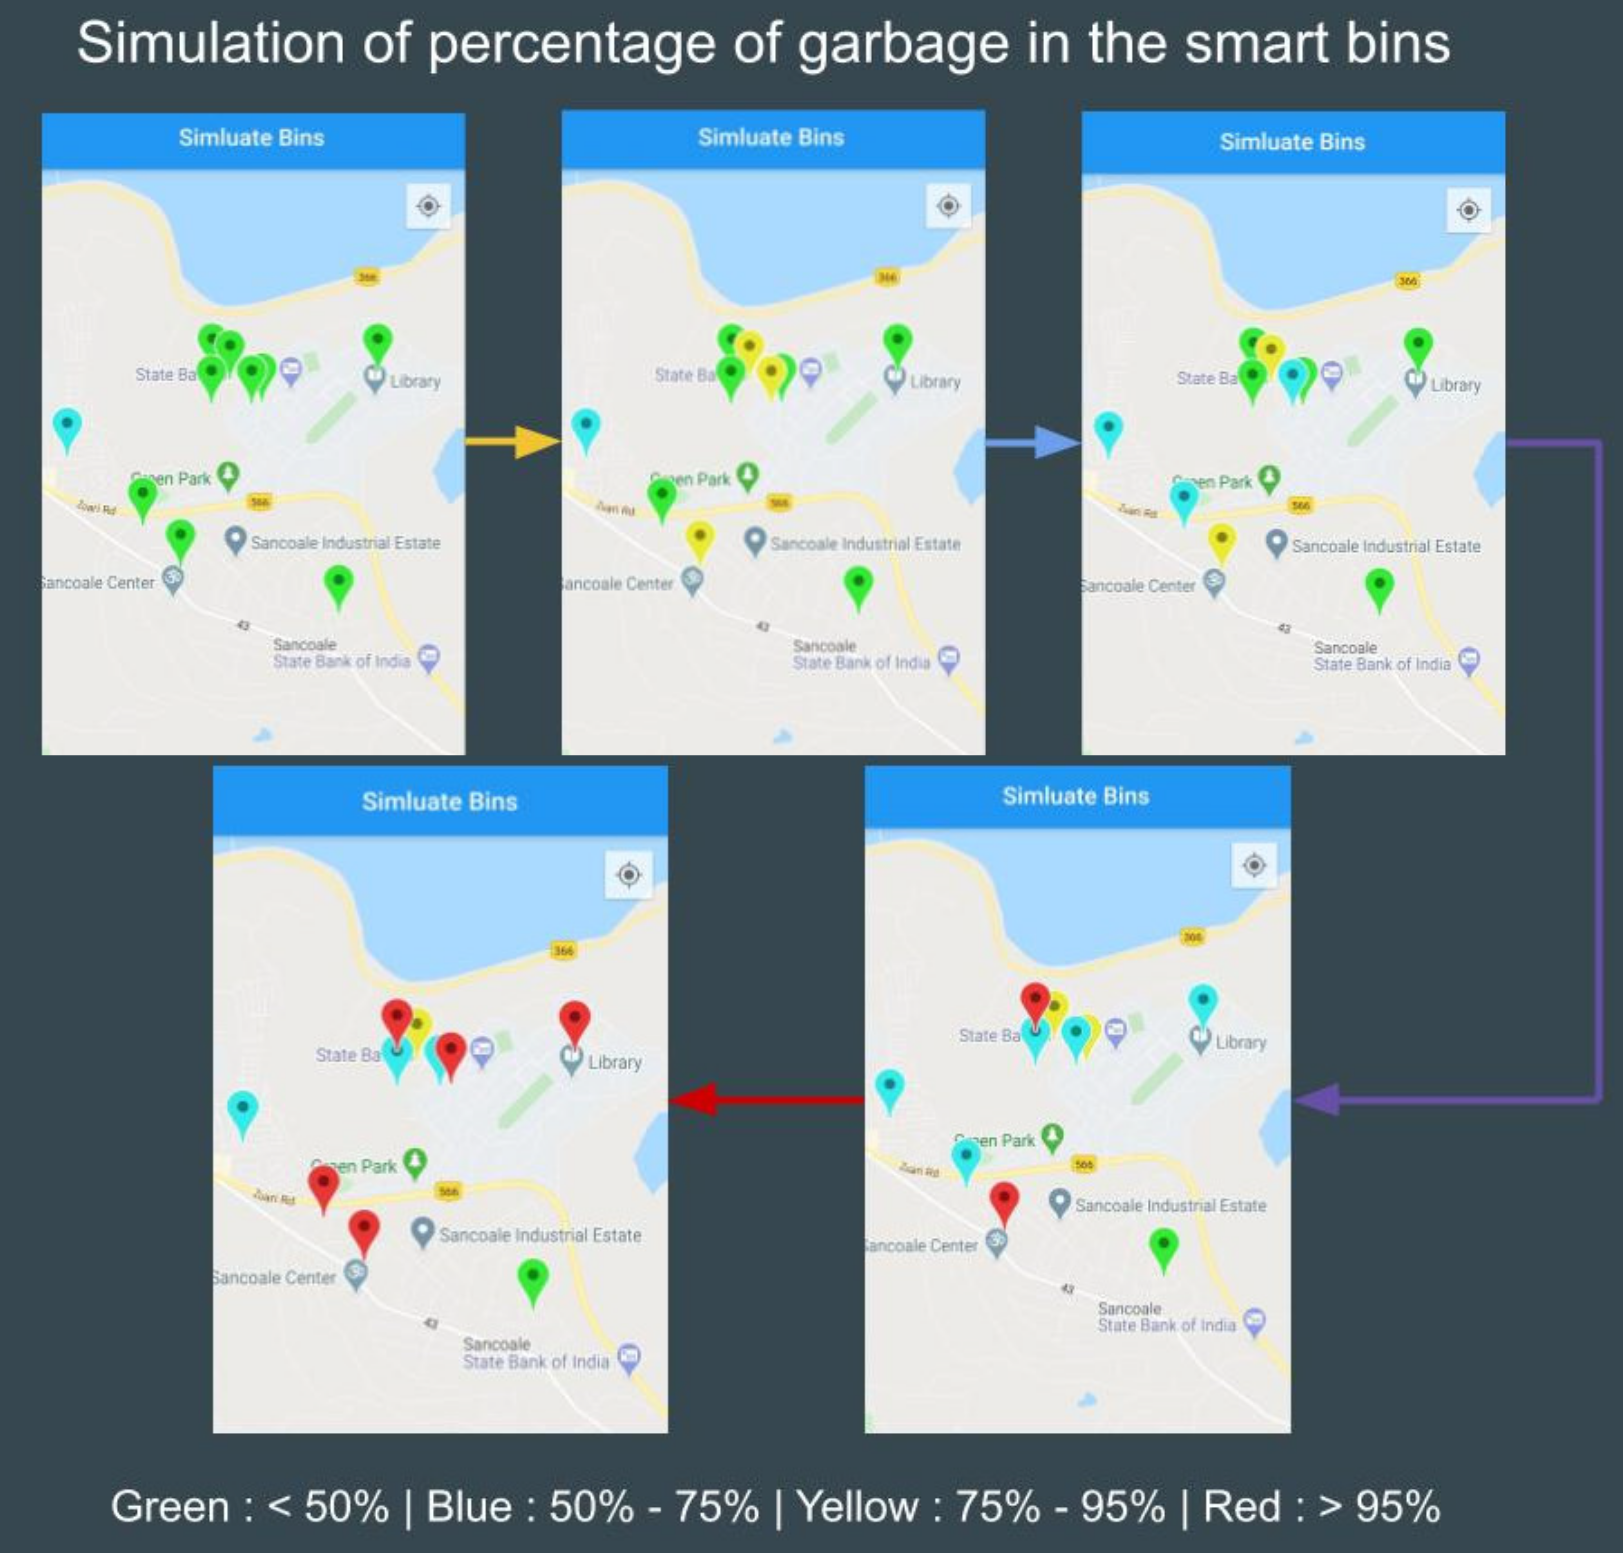 Simulation of percentage of garbage in the smart bins
Simluate Bins
366
State Ba
Library
Green Park
Zuari Rd
566
Sancoale Industrial Estate
Sancoale Center
43
Sancoale
State Bank of India
Simluate Bins
366
State Ba
Library
Green Park
Zuari Rd
566
Sancoale Industrial Estate
ancoale Center
43
Sancoale
State Bank of India
Simluate Bins
366
State Ba
Library
Green Park
Zuari Rd
566
Sancoale Industrial Estate
Sancoale Center
43
Sancoale
State Bank of India
Simluate Bins
366
State Ba
Library
Green Park
Zuari Rd
566
Sancoale Industrial Estate
Sancoale Center
43
Sancoale
State Bank of India
Simluate Bins
366
State Ba
Library
Green Park
Zuari Rd
566
Sancoale Industrial Estate
ancoale Center
43
Sancoale
State Bank of India
Green : < 50% | Blue : 50% - 75% | Yellow : 75% - 95% | Red : > 95%